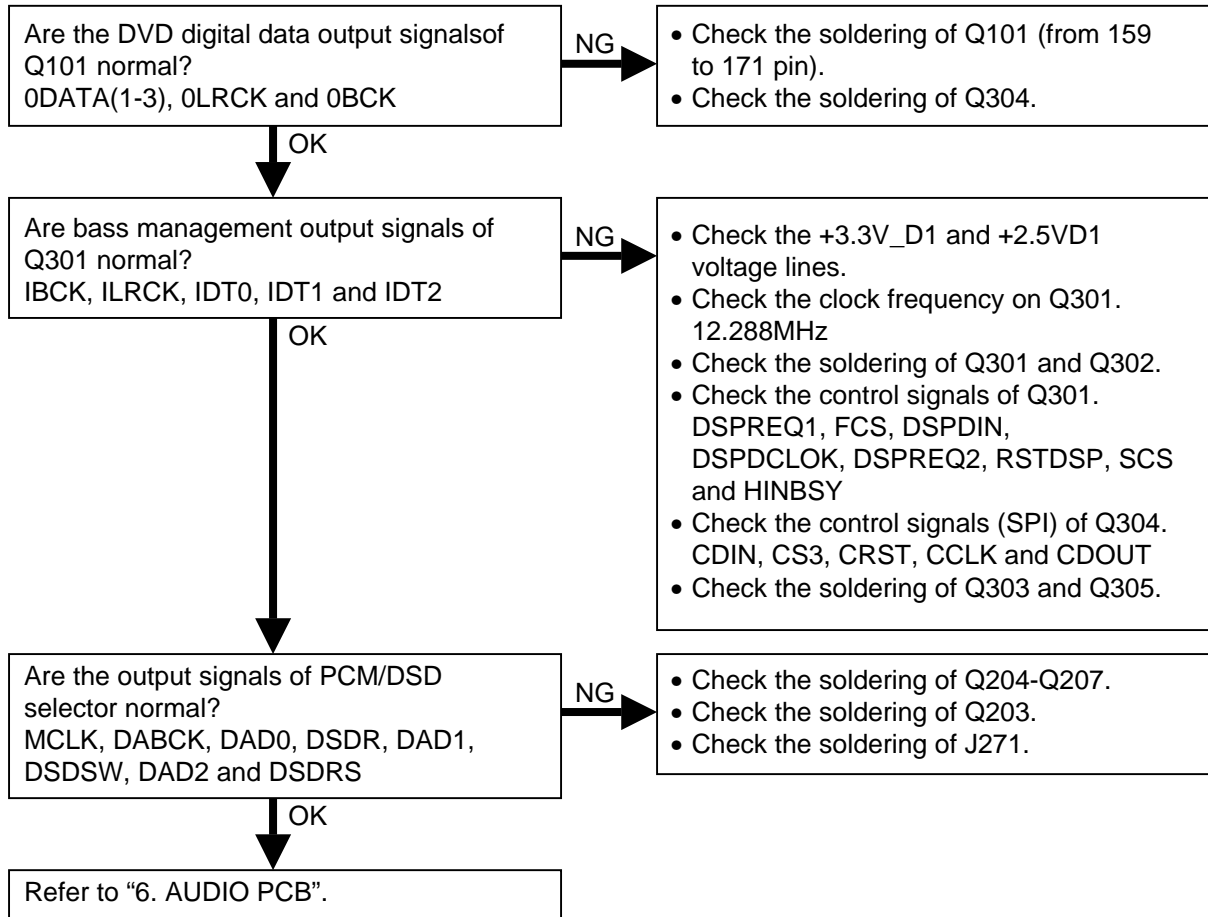 Are the DVD digital data output signalsof
Q101 normal?
0DATA(1-3), 0LRCK and 0BCK
NG
• Check the soldering of Q101 (from 159
to 171 pin).
• Check the soldering of Q304.
OK
Are bass management output signals of
Q301 normal?
IBCK, ILRCK, IDT0, IDT1 and IDT2
NG
• Check the +3.3V_D1 and +2.5VD1
voltage lines.
• Check the clock frequency on Q301.
12.288MHz
• Check the soldering of Q301 and Q302.
• Check the control signals of Q301.
DSPREQ1, FCS, DSPDIN,
DSPDCLOK, DSPREQ2, RSTDSP, SCS
and HINBSY
• Check the control signals (SPI) of Q304.
CDIN, CS3, CRST, CCLK and CDOUT
• Check the soldering of Q303 and Q305.
OK
Are the output signals of PCM/DSD
selector normal?
MCLK, DABCK, DAD0, DSDR, DAD1,
DSDSW, DAD2 and DSDRS
NG
• Check the soldering of Q204-Q207.
• Check the soldering of Q203.
• Check the soldering of J271.
OK
Refer to “6. AUDIO PCB”.